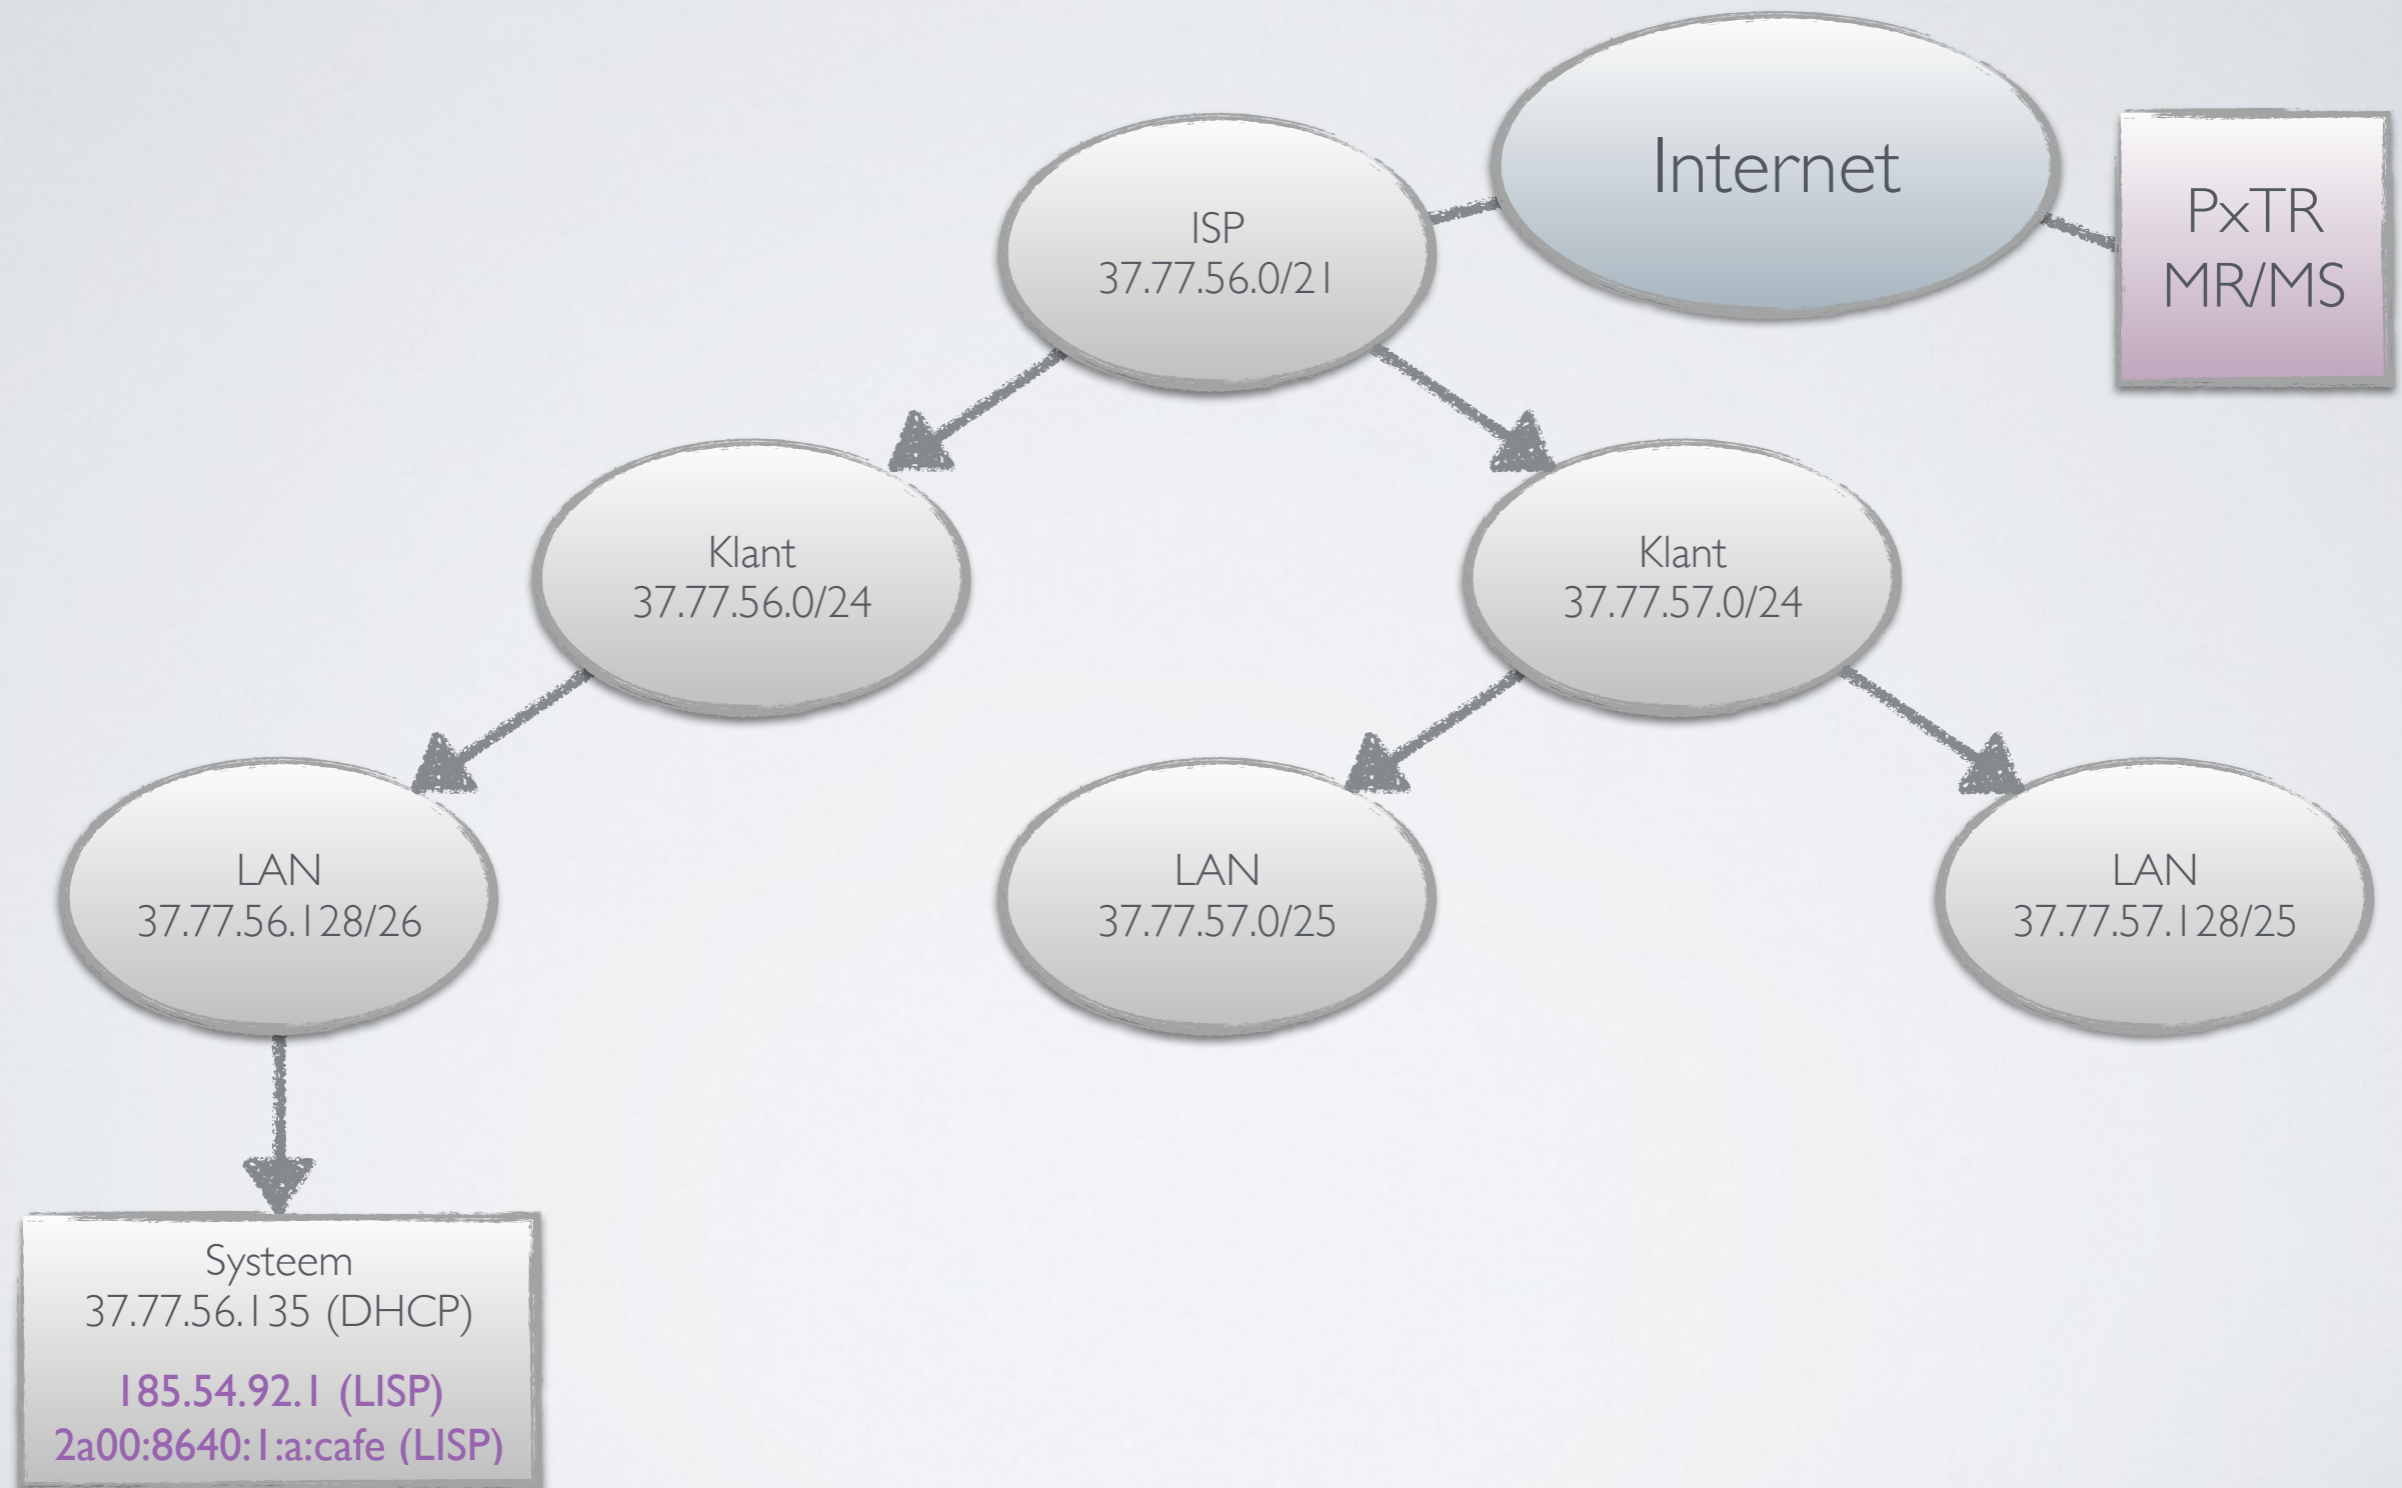 Internet
PxTR
MR/MS
ISP
37.77.56.0/21
Klant
37.77.56.0/24
Klant
37.77.57.0/24
LAN
37.77.56.128/26
LAN
37.77.57.0/25
LAN
37.77.57.128/25
Systeem
37.77.56.135 (DHCP)
185.54.92.1 (LISP)
2a00:8640:1:a:cafe (LISP)